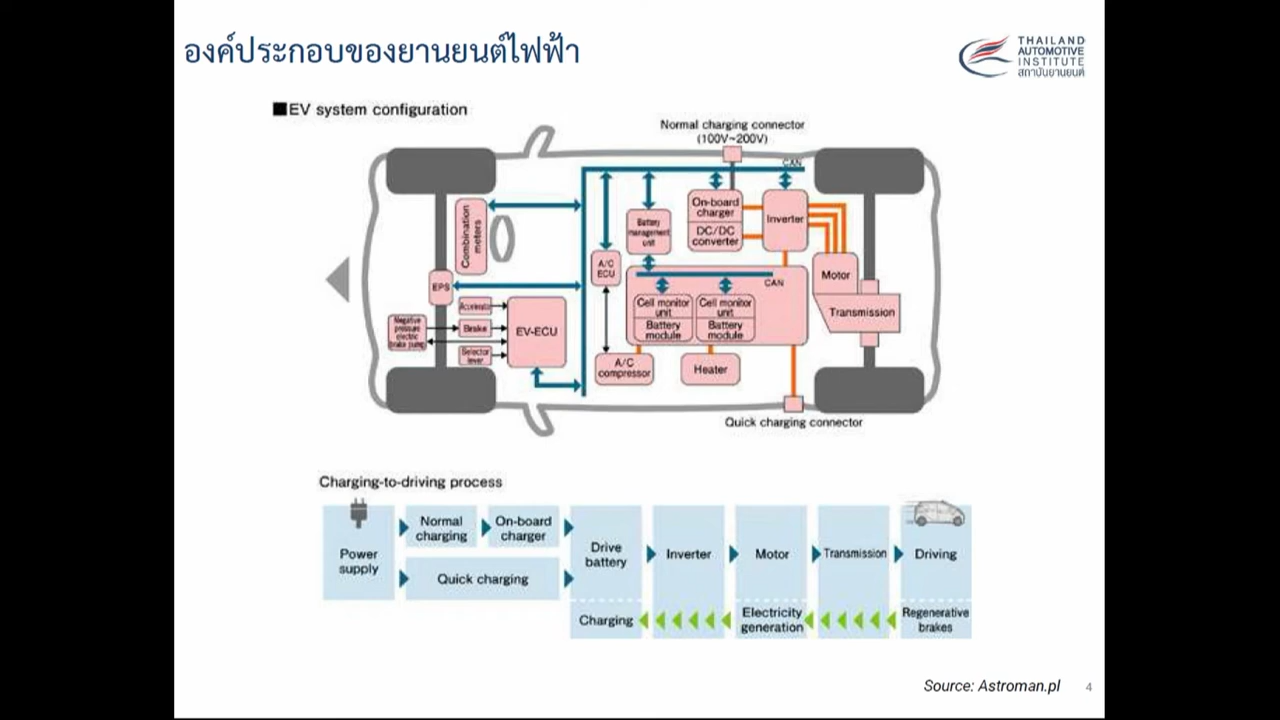 องค์ประกอบของยานยนต์ไฟฟ้า
THAILAND
AUTOMOTIVE
INSTITUTE
สถาบันยานยนต์
■EV system configuration
Normal charging connector
(100V~200V)
CAN
Combination
meters
EPS
Negative
pressure
electric
brake pump
Accelerator
Brake
Selector
lever
EV-ECU
A/C
ECU
Battery
management
unit
On-board
charger
DC/DC
converter
Inverter
CAN
Cell monitor
unit
Battery
module
Cell monitor
unit
Battery
module
Motor
Transmission
A/C
compressor
Heater
Quick charging connector
Charging-to-driving process
Power
supply
Normal
charging
On-board
charger
Quick charging
Drive
battery
Inverter
Motor
Transmission
Driving
Charging
Electricity
generation
Regenerative
brakes
Source: Astroman.pl
4